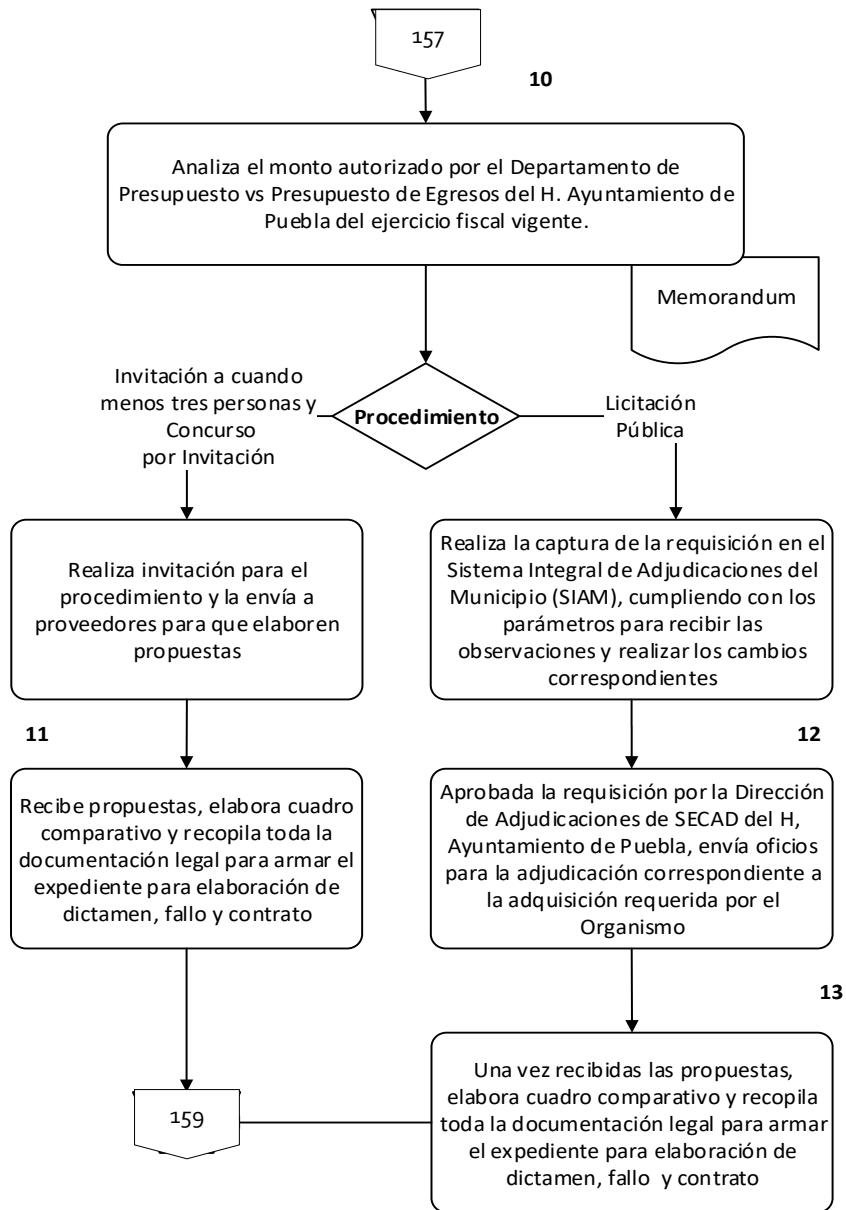 157
10
Analiza el monto autorizado por el Departamento de
Presupuesto vs Presupuesto de Egresos del H. Ayuntamiento de
Puebla del ejercicio fiscal vigente.
Memorandum
Invitación a cuando
menos tres personas y
Concurso
por Invitación
Procedimiento
Licitación
Pública
Realiza invitación para el
procedimiento y la envía a
proveedores para que elaboren
propuestas
Realiza la captura de la requisición en el
Sistema Integral de Adjudicaciones del
Municipio (SIAM), cumpliendo con los
parámetros para recibir las
observaciones y realizar los cambios
correspondientes
11
12
Recibe propuestas, elabora cuadro
comparativo y recopila toda la
documentación legal para armar el
expediente para elaboración de
dictamen, fallo y contrato
Aprobada la requisición por la Dirección
de Adjudicaciones de SECAD del H,
Ayuntamiento de Puebla, envía oficios
para la adjudicación correspondiente a
la adquisición requerida por el
Organismo
13
Una vez recibidas las propuestas,
elabora cuadro comparativo y recopila
toda la documentación legal para armar
el expediente para elaboración de
dictamen, fallo y contrato
159